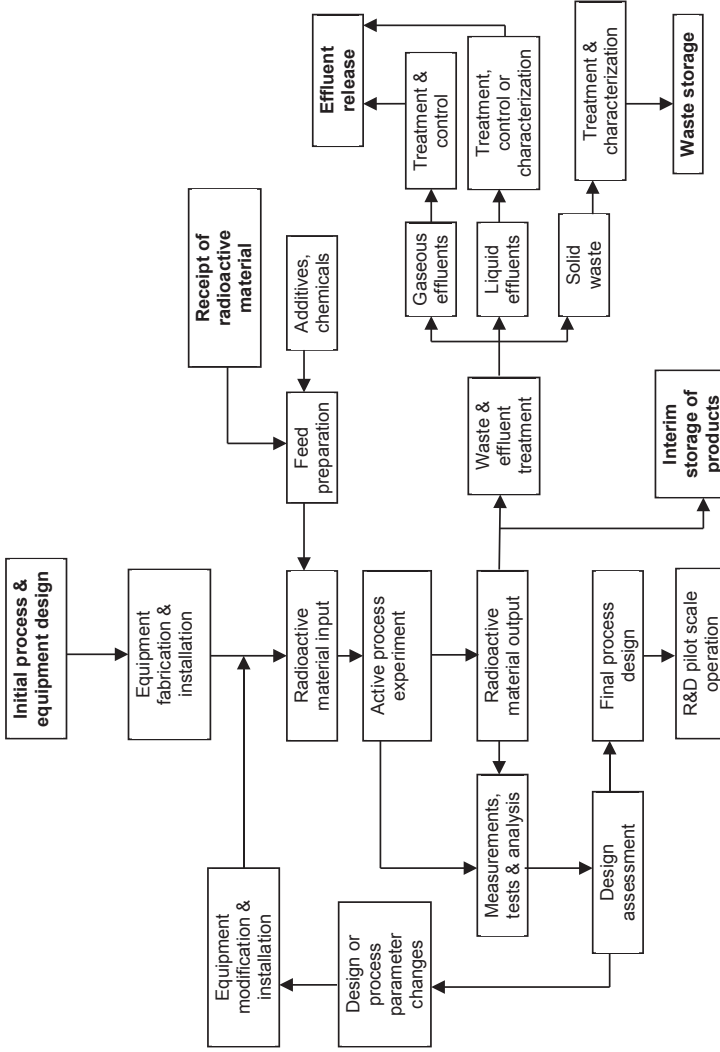 Initial process &
equipment design
Equipment
fabrication &
installation
Equipment
modification &
installation
Receipt of
radioactive
material
Additives,
chemicals
Feed
preparation
Radioactive
material input
Active process
experiment
Design or
process
parameter
changes
Radioactive
material output
Measurements,
tests & analysis
Design
assessment
Final process
design
R&D pilot scale
operation
Waste &
effluent
treatment
Interim
storage of
products
Gaseous
effluents
Liquid
effluents
Solid
waste
Treatment &
control
Treatment,
control or
characterization
Treatment &
characterization
Effluent
release
Waste storage